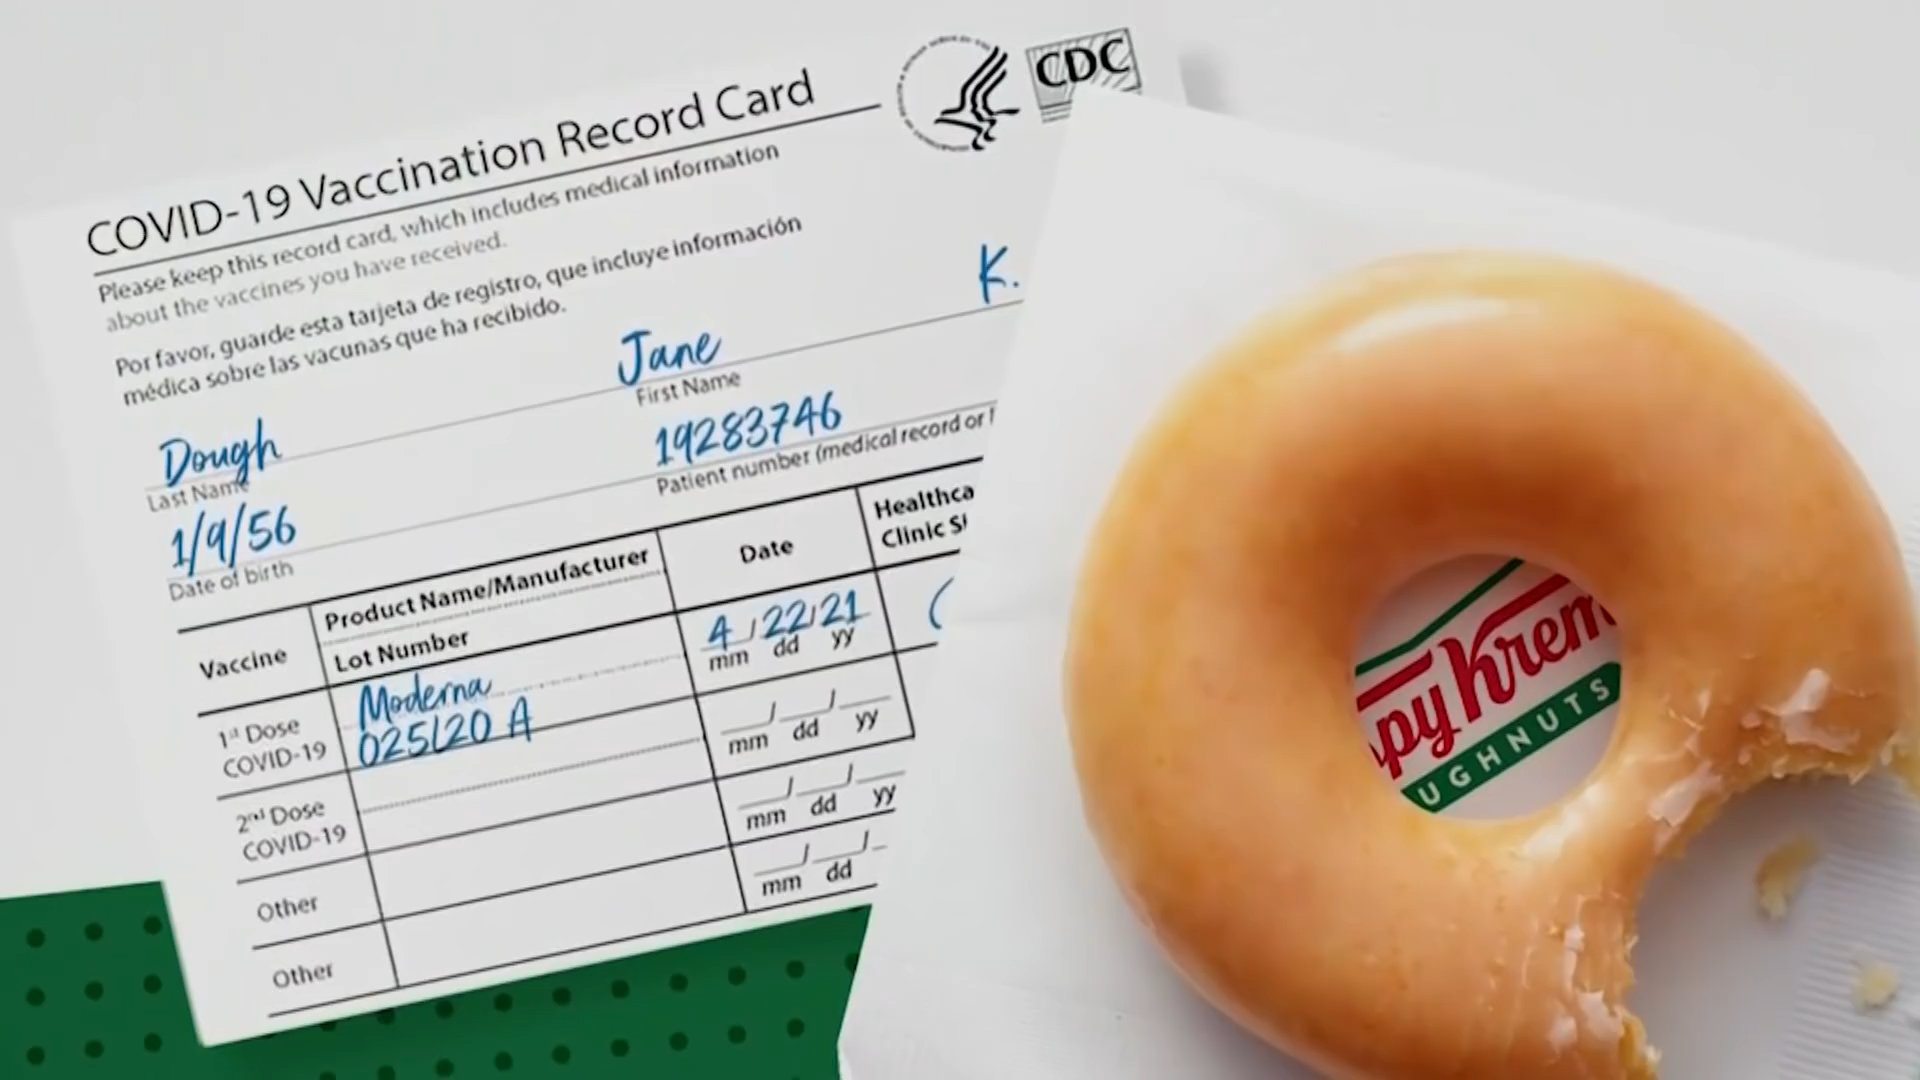 CDC
COVID-19 Vaccination Record Card
Please keep this record card, which includes medical information
about the vaccines you have received.
Por favor, guarde esta tarjeta de registro, que incluye información
médica sobre las vacunas que ha recibido.
Dough Jane K.
Last Name First Name
1/9/56 19283746
Date of birth Patient number (medical record or
Vaccine Product Name/Manufacturer Date Healthca
Lot Number Clinic Si
1st Dose Moderna 4/22/21
COVID-19 025L20 A mm dd yy
2nd Dose
COVID-19 mm dd yy
Other mm dd yy
Other mm dd
py Krem
UGHNUTS